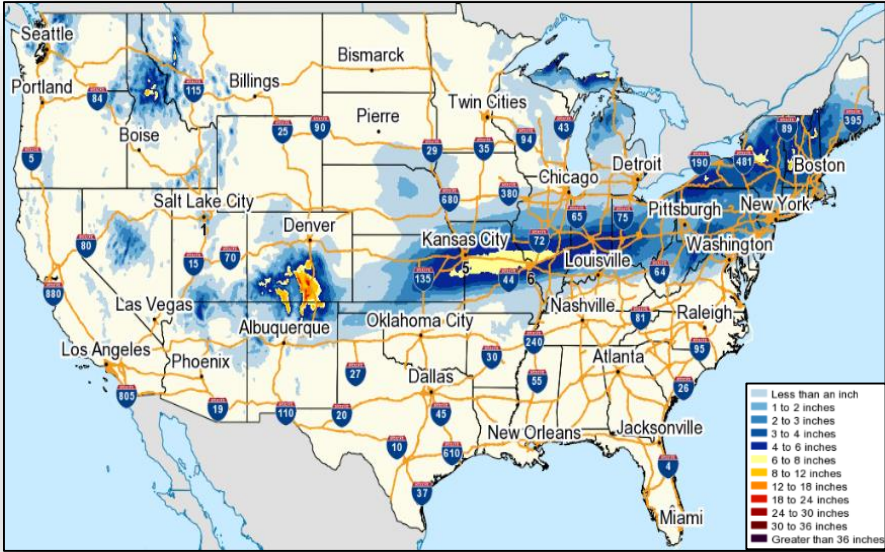 Seattle
Portland
84
115
Billings
Bismarck
Twin Cities
Boise
5
25
90
Pierre
29
35
94
43
Chicago
Detroit
190
481
89
395
Boston
Salt Lake City
1
80
15
70
Denver
680
380
65
75
Pittsburgh
New York
Washington
Kansas City
5
135
72
44
6
Louisville
64
880
Las Vegas
Los Angeles
805
Phoenix
19
Albuquerque
110
Oklahoma City
27
20
Dallas
30
45
240
Nashville
81
Raleigh
95
Atlanta
26
55
10
610
37
New Orleans
Jacksonville
4
Miami
Less than an inch
1 to 2 inches
2 to 3 inches
3 to 4 inches
4 to 6 inches
6 to 8 inches
8 to 12 inches
12 to 18 inches
18 to 24 inches
24 to 30 inches
30 to 36 inches
Greater than 36 inches